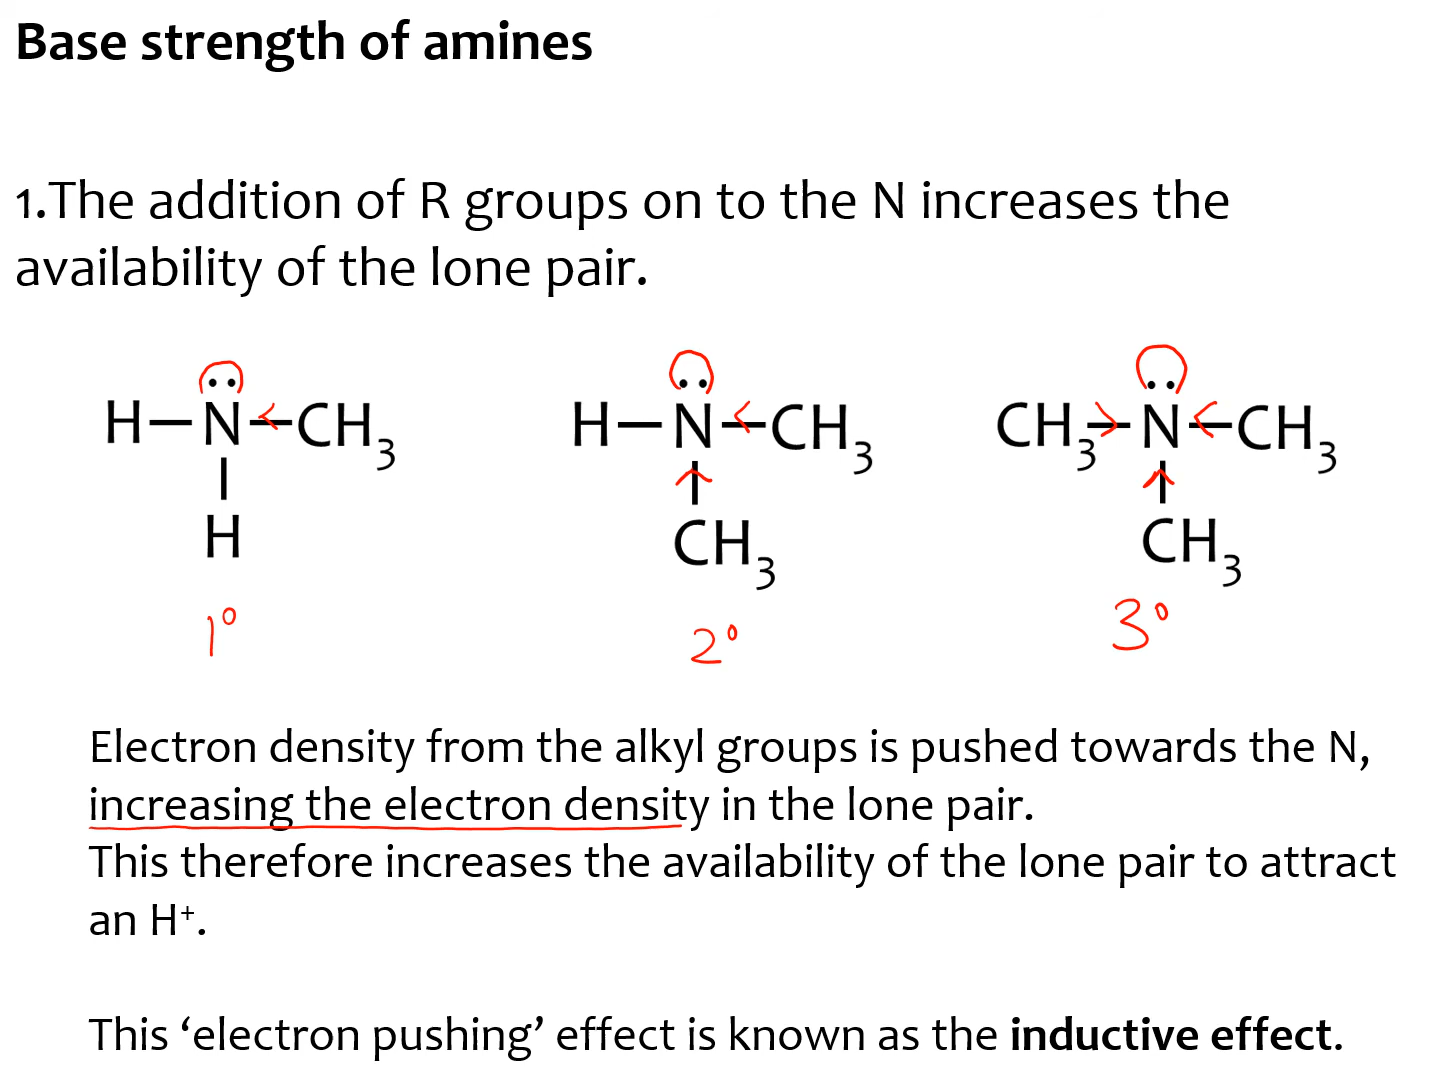 Base strength of amines
1.The addition of R groups on to the N increases the
availability of the lone pair.
H–N–CH₃ H–N–CH₃ CH₃–N–CH₃
H CH₃ CH₃
1° 2° 3°
Electron density from the alkyl groups is pushed towards the N,
increasing the electron density in the lone pair.
This therefore increases the availability of the lone pair to attract
an H⁺.
This ‘electron pushing’ effect is known as the inductive effect.